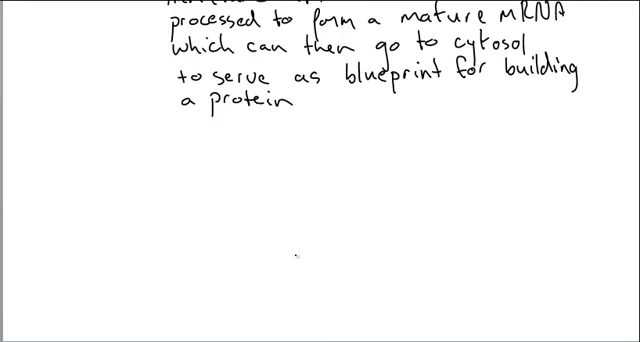 processed to form a mature mRNA
which can then go to cytosol
to serve as blueprint for building
a protein